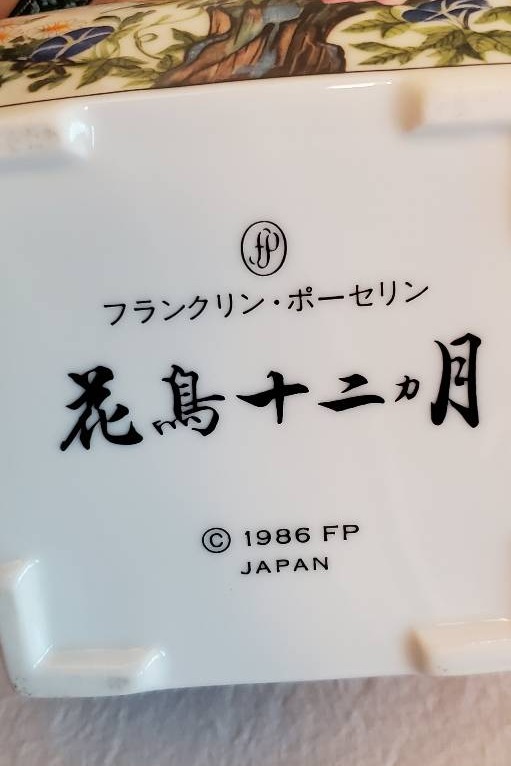 FP
フランクリン・ポーセリン
花鳥十二ヵ月
© 1986 FP
JAPAN